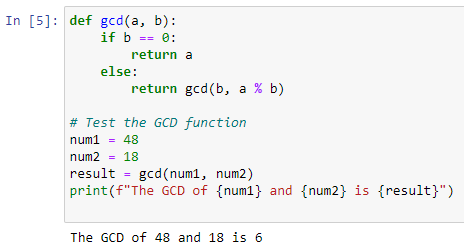 In [5]: def gcd(a, b):
    if b == 0:
        return a
    else:
        return gcd(b, a % b)

# Test the GCD function
num1 = 48
num2 = 18
result = gcd(num1, num2)
print(f"The GCD of {num1} and {num2} is {result}")

The GCD of 48 and 18 is 6